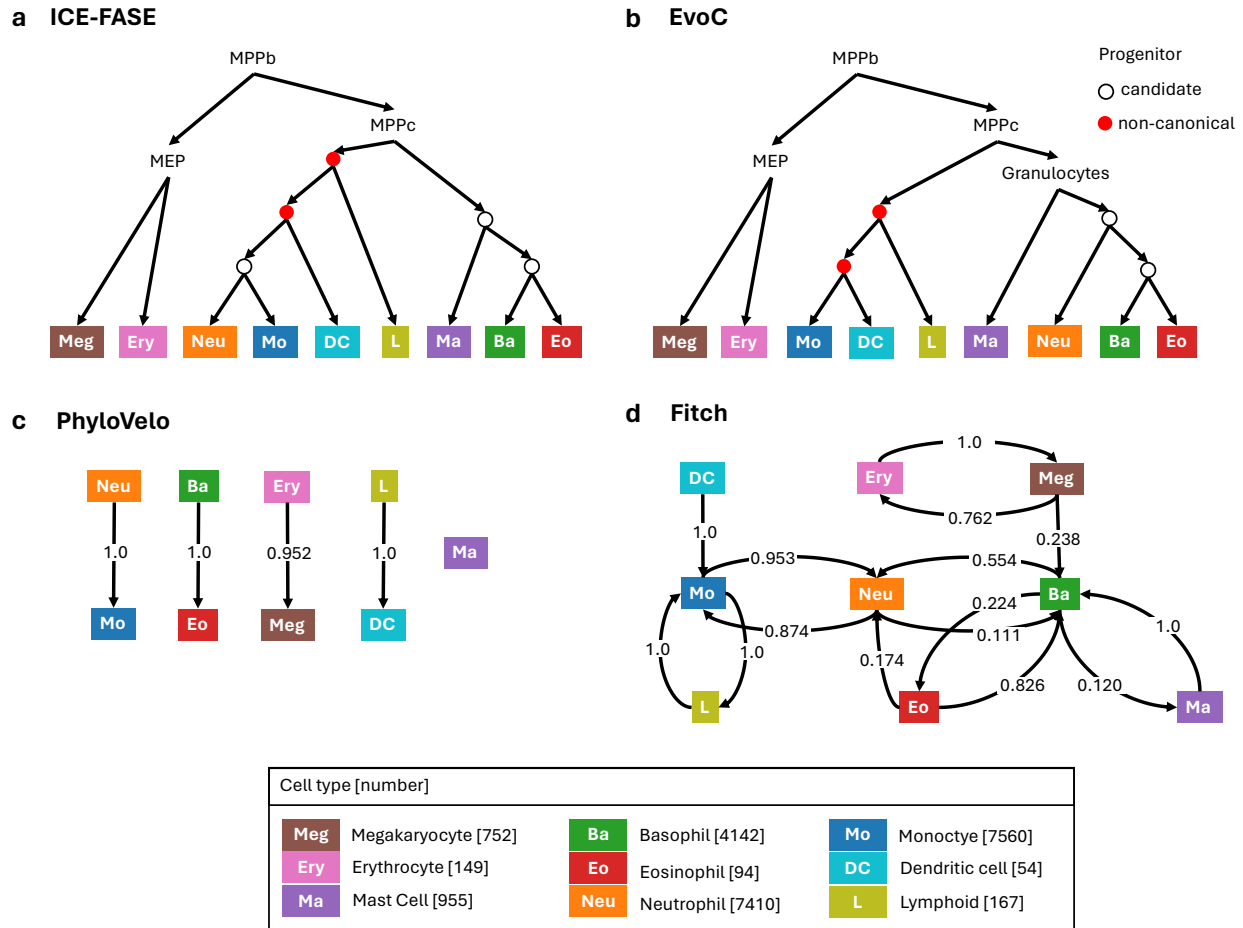 a ICE-FASE
MPPb
MPPc
MEP
Meg Ery Neu Mo DC L Ma Ba Eo
b EvoC
MPPb
Progenitor
candidate
non-canonical
MPPc
MEP
Granulocytes
Meg Ery Mo DC L Ma Neu Ba Eo
c PhyloVelo
Neu Ba Ery L
1.0 1.0 0.952 1.0 Ma
Mo Eo Meg DC
d Fitch
1.0
DC Ery Meg
0.762
1.0 0.238
0.953 0.554
Mo Neu Ba
0.224
0.874 0.111 1.0
1.0 1.0 0.174
0.826 0.120
L Eo Ma
Cell type [number]
Meg Megakaryocyte [752]
Ery Erythrocyte [149]
Ma Mast Cell [955]
Ba Basophil [4142]
Eo Eosinophil [94]
Neu Neutrophil [7410]
Mo Monoctye [7560]
DC Dendritic cell [54]
L Lymphoid [167]